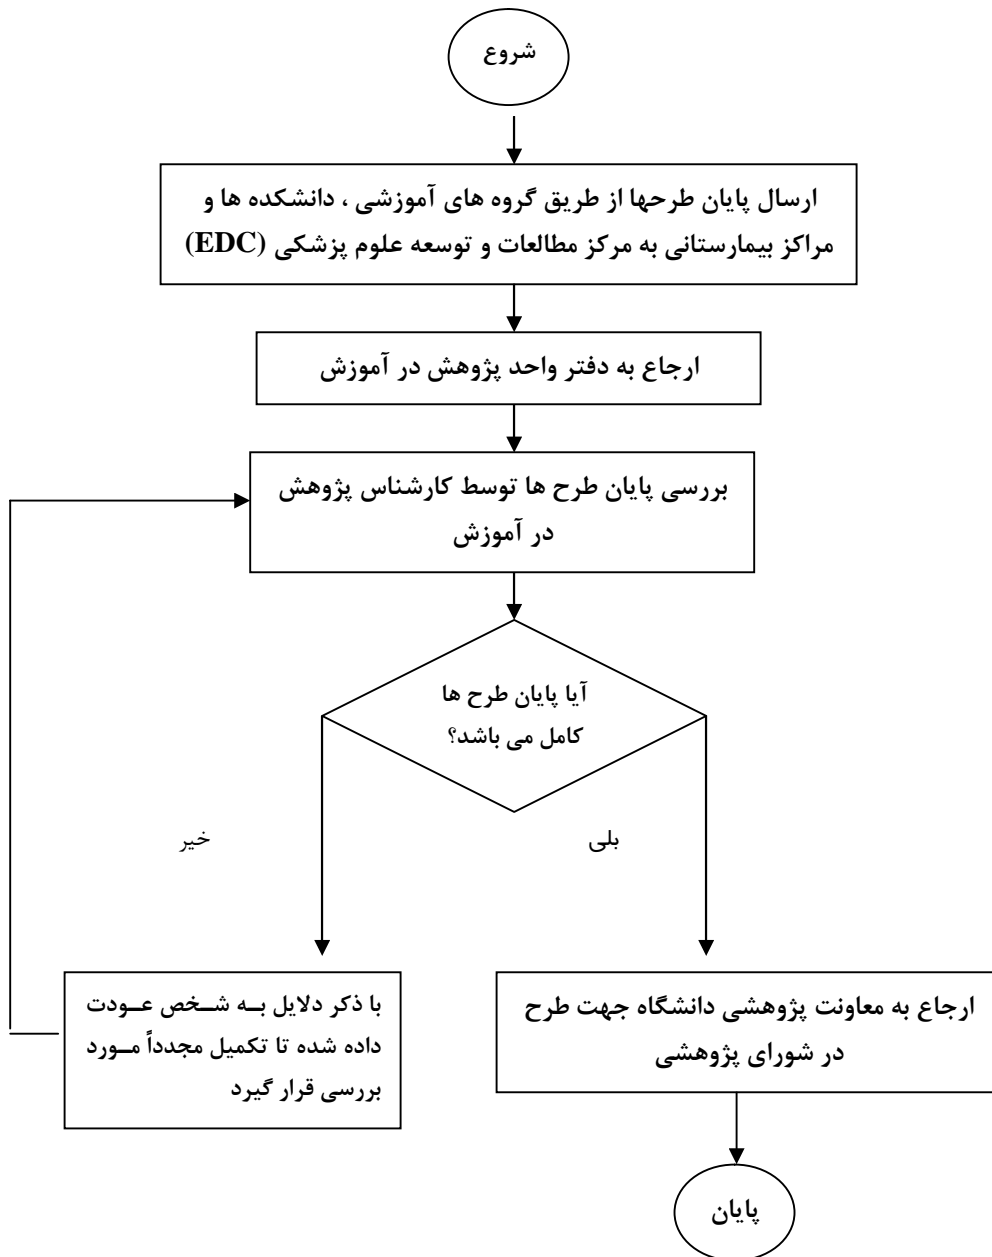 شروع
ارسال پایان طرحها از طریق گروه های آموزشی ، دانشکده ها و
مراکز بیمارستانی به مرکز مطالعات و توسعه علوم پزشکی (EDC)
ارجاع به دفتر واحد پژوهش در آموزش
بررسی پایان طرح ها توسط کارشناس پژوهش
در آموزش
آیا پایان طرح ها
کامل می باشد؟
بلی
خیر
ارجاع به معاونت پژوهشی دانشگاه جهت طرح
در شورای پژوهشی
با ذکر دلایل بـه شـخص عـودت
داده شده تا تکمیل مجدداً مـورد
بررسی قرار گیرد
پایان